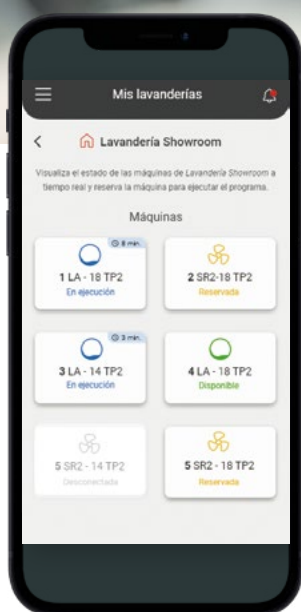 Mis lavanderías
Lavandería Showroom
Visualiza el estado de las máquinas de Lavandería Showroom a
tiempo real y reserva la máquina para ejecutar el programa.
Máquinas
8 min.
1 LA - 18 TP2
En ejecución
2 SR2-18 TP2
Reservada
3 min.
3 LA - 14 TP2
En ejecución
4 LA - 18 TP2
Disponible
5 SR2 - 14 TP2
Desconectada
5 SR2 - 18 TP2
Reservada